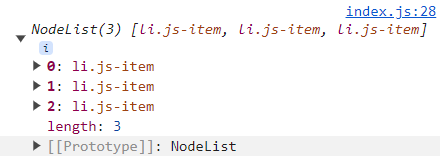 index.js:28
▼ NodeList(3) [li.js-item, li.js-item, li.js-item]
i
▶ 0: li.js-item
▶ 1: li.js-item
▶ 2: li.js-item
length: 3
▶ [[Prototype]]: NodeList